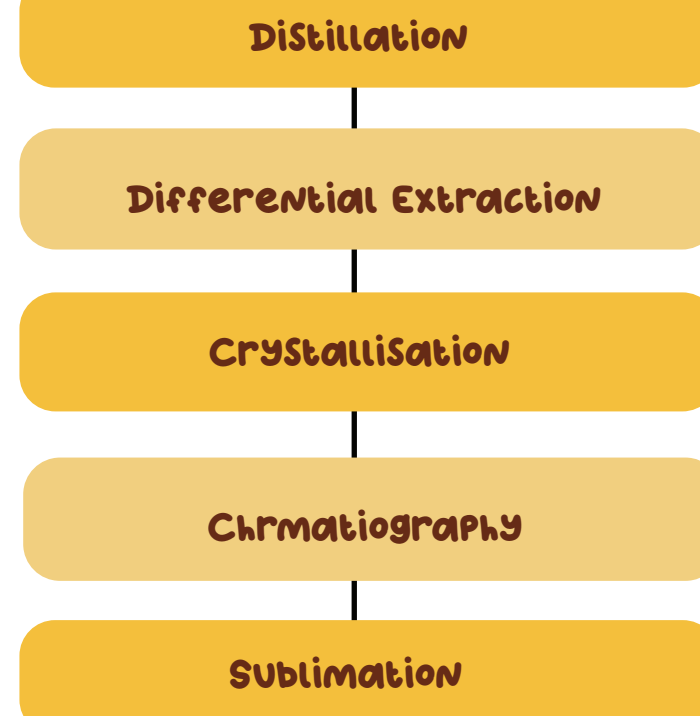 Distillation
Differential Extraction
Crystallisation
Chrmatiography
Sublimation